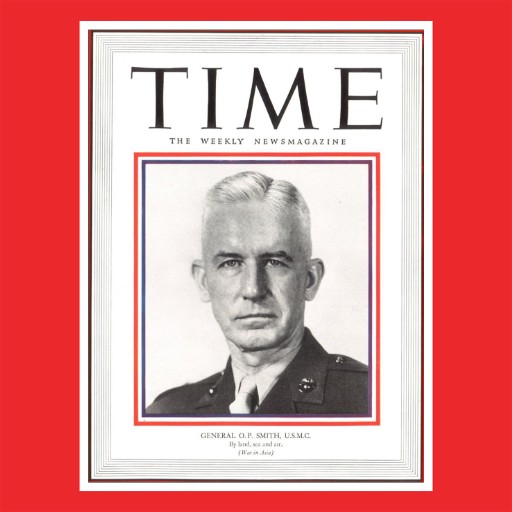 TIME
THE WEEKLY NEWSMAGAZINE
GENERAL O.P. SMITH, U.S.M.C.
By land, sea and air.
(War in Asia)